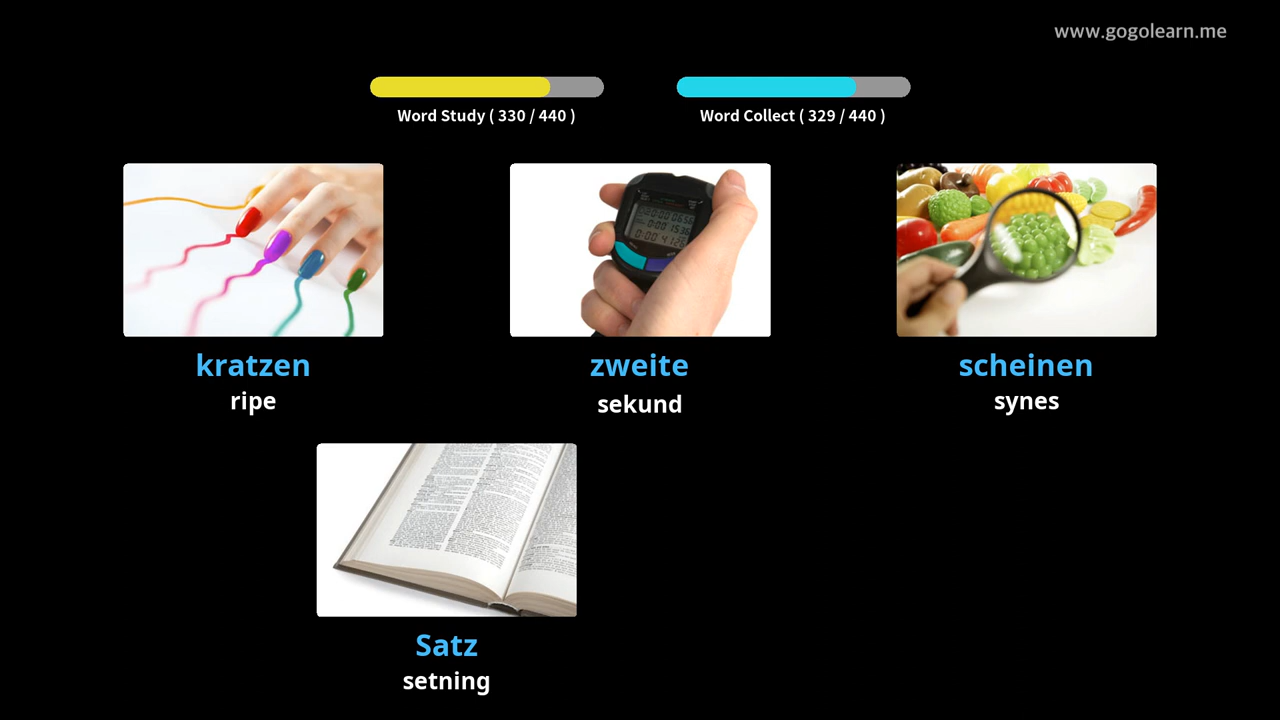 www.gogolearn.me
Word Study ( 330 / 440 )
Word Collect ( 329 / 440 )
kratzen
ripe
zweite
sekund
scheinen
synes
Satz
setning